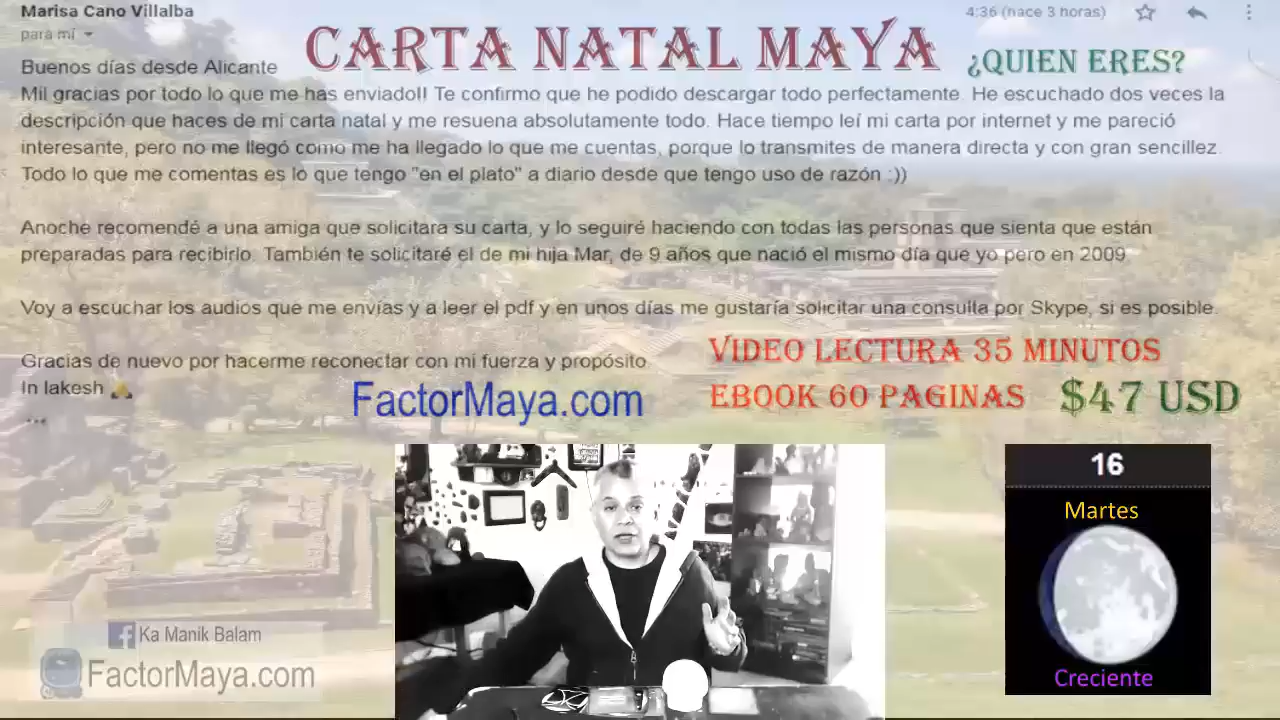 Marisa Cano Villalba
4:36 (hace 3 horas)
para mí
CARTA NATAL MAYA
¿QUIEN ERES?
Buenos días desde Alicante
Mil gracias por todo lo que me has enviado!! Te confirmo que he podido descargar todo perfectamente. He escuchado dos veces la
descripción que haces de mi carta natal y me resuena absolutamente todo. Hace tiempo leí mi carta por internet y me pareció
interesante, pero no me llegó como me ha llegado lo que me cuentas, porque lo transmites de manera directa y con gran sencillez.
Todo lo que me comentas es lo que tengo "en el plato" a diario desde que tengo uso de razón :))
Anoche recomendé a una amiga que solicitara su carta, y lo seguiré haciendo con todas las personas que sienta que están
preparadas para recibirlo. También te solicitaré el de mi hija Mar, de 9 años que nació el mismo día que yo pero en 2009
Voy a escuchar los audios que me envías y a leer el pdf y en unos días me gustaría solicitar una consulta por Skype, si es posible.
Gracias de nuevo por hacerme reconectar con mi fuerza y propósito
In lakesh
VIDEO LECTURA 35 MINUTOS
EBOOK 60 PAGINAS
$47 USD
FactorMaya.com
16
Martes
Creciente
Ka Manik Balam
FactorMaya.com